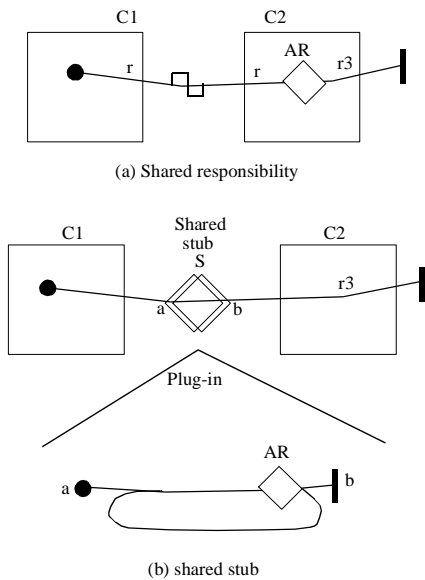 C1
C2
AR
r
r
r3
(a) Shared responsibility
Shared
stub
S
C1
C2
a
b
r3
Plug-in
AR
a
b
(b) shared stub